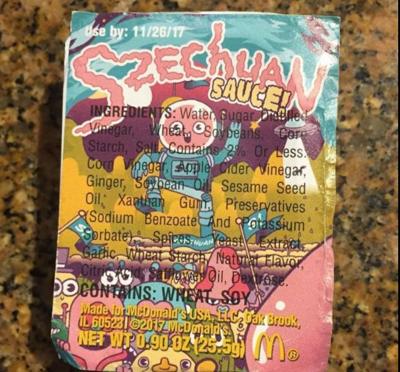 use by: 11/26/17
SZECHUAN
SAUCE!
INGREDIENTS: Water, Sugar, Distilled
Vinegar, Wheat, Soybeans, Corn
Starch, Salt, Contains 2% Or Less:
Corn Vinegar, Apple Cider Vinegar,
Ginger, Soybean Oil, Sesame Seed
Oil, Xanthan Gum, Preservatives
(Sodium Benzoate And Potassium
Sorbate), Spices, Yeast Extract,
Garlic, Wheat Starch, Natural Flavor,
Citric Acid, Oil, Dextrose.
CONTAINS: WHEAT, SOY.
Made for McDonald's USA, LLC, Oak Brook,
IL 60523 ©2017 McDonald's.
NET WT 0.90 OZ (25.5g)
M®